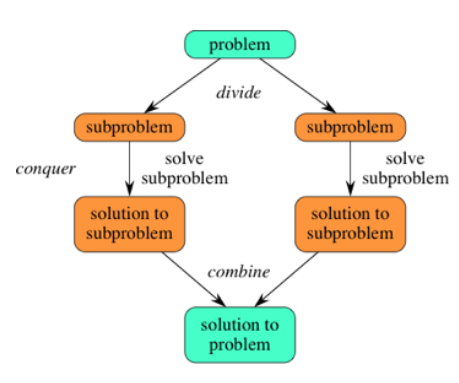 problem
divide
subproblem
subproblem
conquer
solve
subproblem
solve
subproblem
solution to
subproblem
solution to
subproblem
combine
solution to
problem